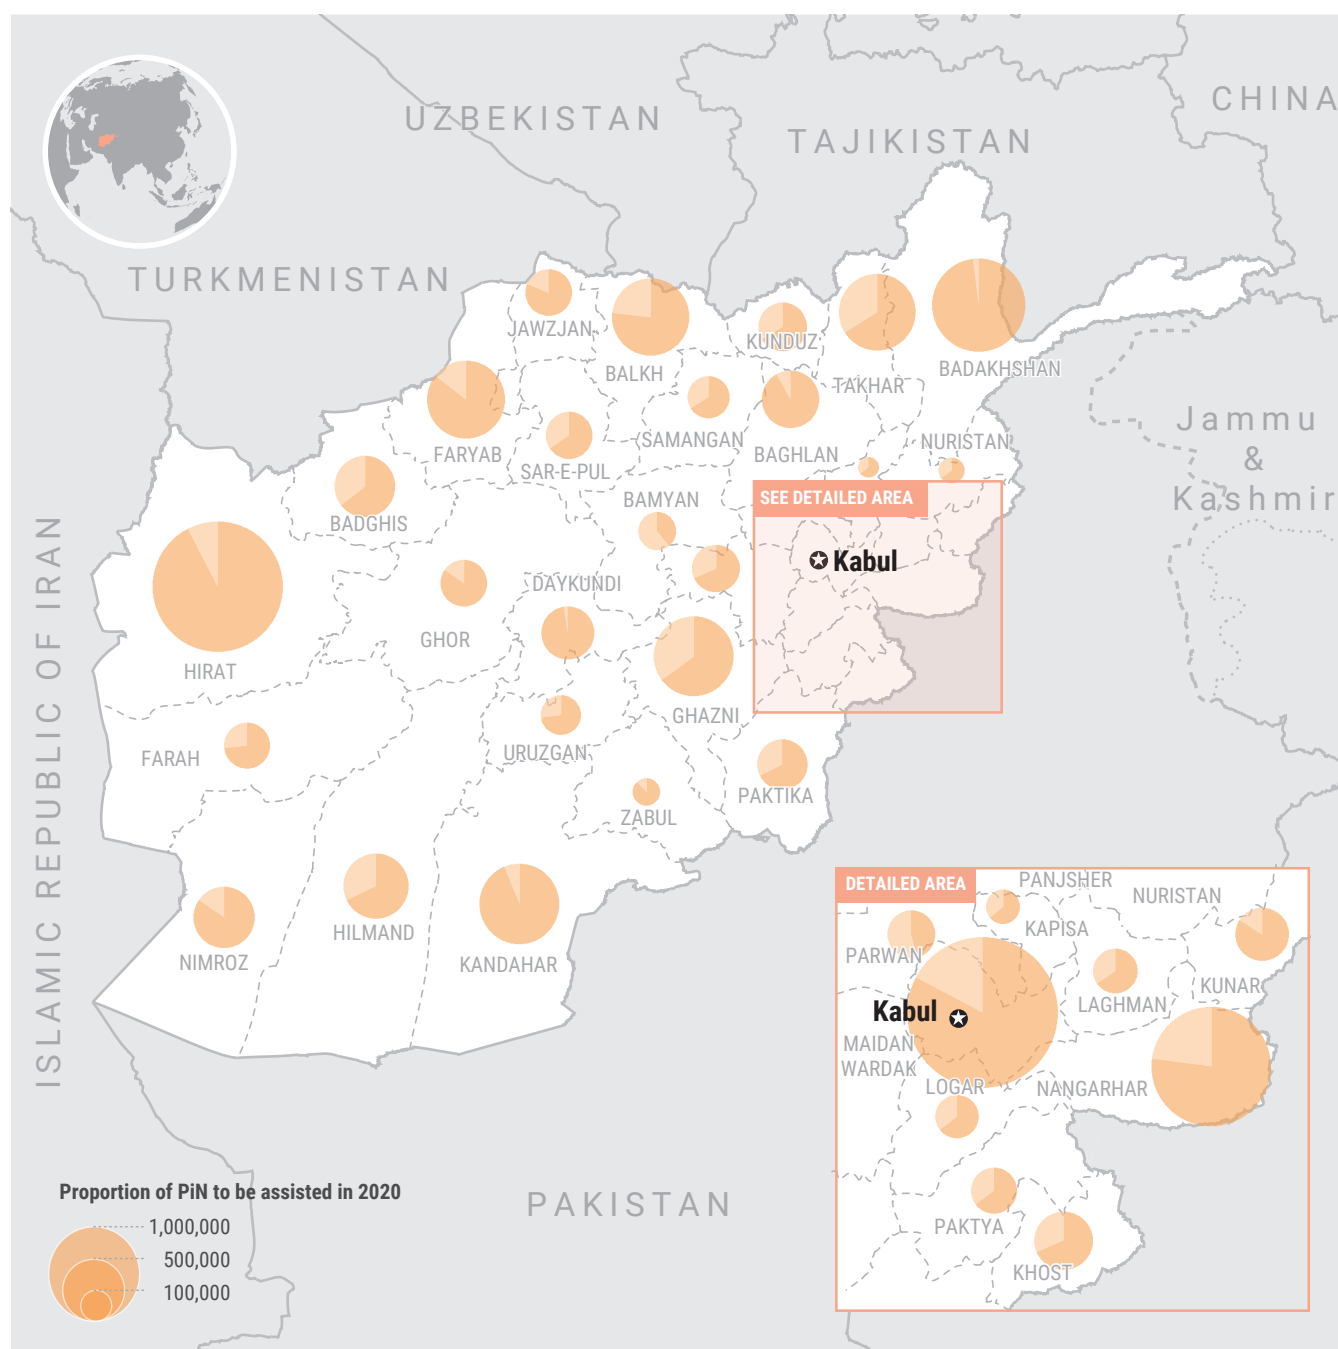 UZBEKISTAN
CHINA
TAJIKISTAN
TURKMENISTAN
JAWZJAN
KUNDUZ
BALKH
BADAKHSHAN
TAKHAR
Jammu
&
Kashmir
FARYAB
SAMANGAN
NURISTAN
BAGHLAN
SAR-E-PUL
BAMYAN
SEE DETAILED AREA
BADGHIS
Kabul
DAYKUNDI
GHOR
HIRAT
GHAZNI
URUZGAN
FARAH
PAKTIKA
ZABUL
ISLAMIC REPUBLIC OF IRAN
HILMAND
NIMROZ
KANDAHAR
DETAILED AREA
PANJSHER
NURISTAN
KAPISA
PARWAN
KUNAR
LAGHMAN
Kabul
MAIDAN
WARDAK
LOGAR
NANGARHAR
PAKTYA
KHOST
PAKISTAN
Proportion of PiN to be assisted in 2020
1,000,000
500,000
100,000